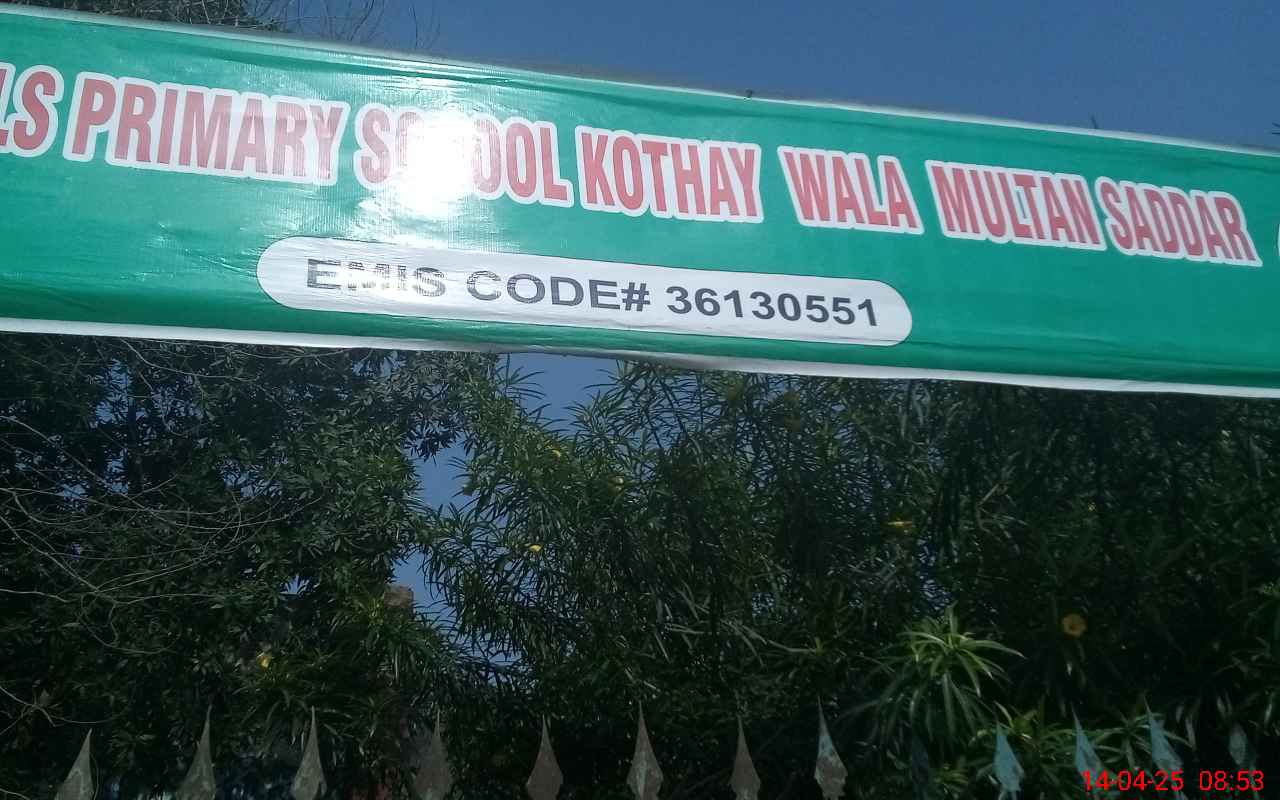 PRIMARY SCHOOL KOTHAY WALA MULTAN SADDAR
EMIS CODE# 36130551
14-04-25 08:53